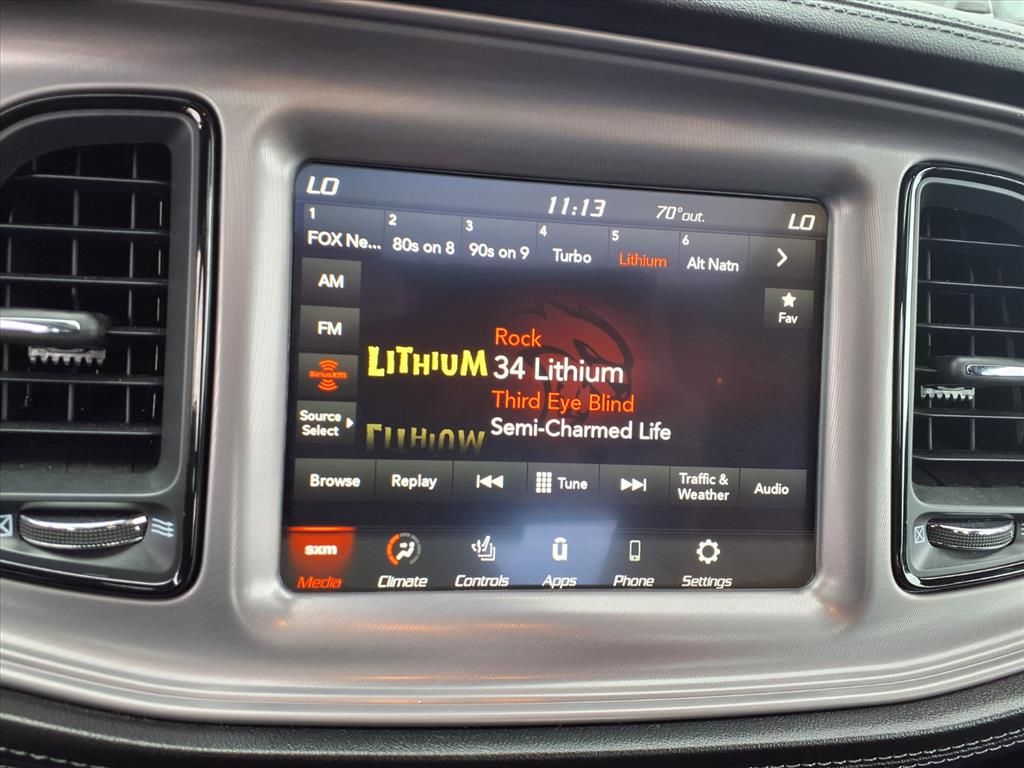 LO 11:13 70°out. LO
1 2 3 4 5 6
FOX Ne... 80s on 8 90s on 9 Turbo Lithium Alt Natn
AM
Fav
FM
Rock
SiriusXM LITHIUM 34 Lithium
Third Eye Blind
Source
Select Semi-Charmed Life
Browse Replay Tune Traffic &
Weather Audio
sxm
Media Climate Controls Apps Phone Settings